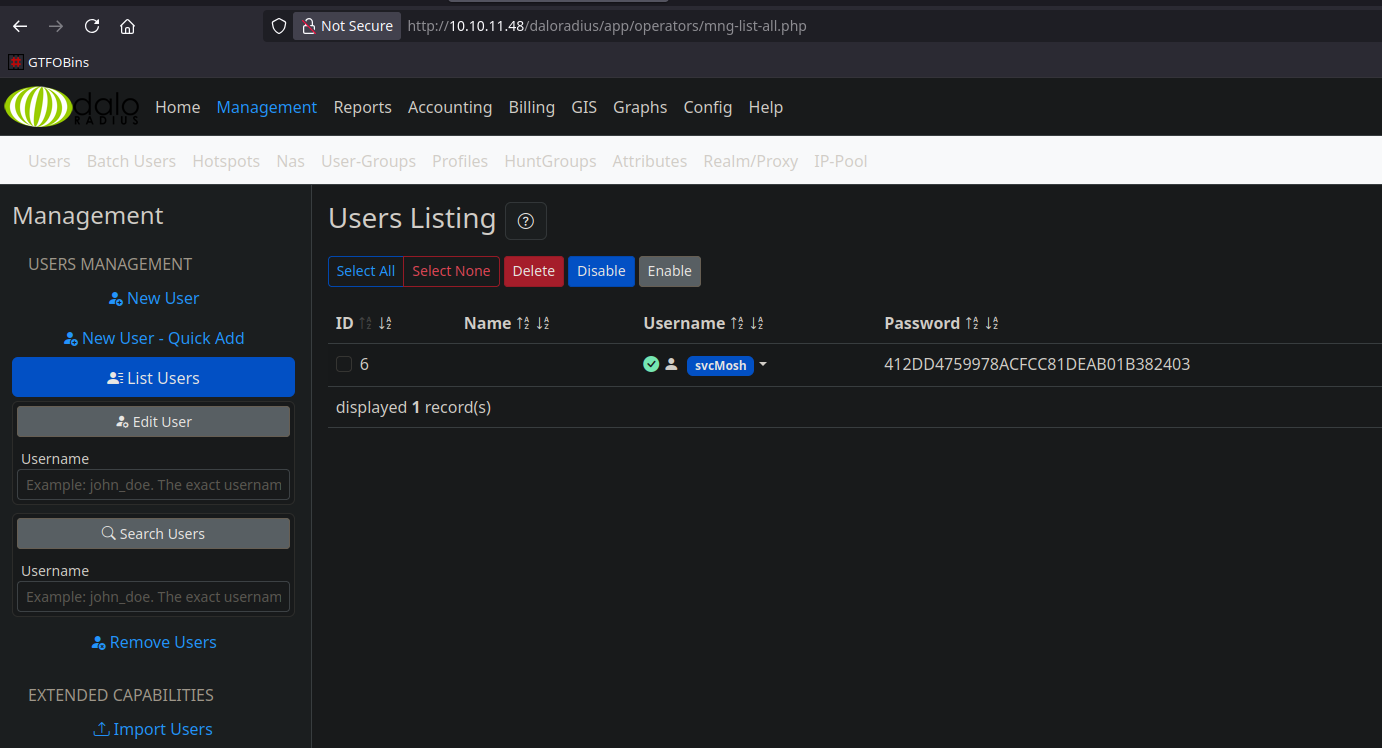 Not Secure http://10.10.11.48/daloradius/app/operators/mng-list-all.php
GTFOBins
dalo RADIUS Home Management Reports Accounting Billing GIS Graphs Config Help
Users Batch Users Hotspots Nas User-Groups Profiles HuntGroups Attributes Realm/Proxy IP-Pool
Management
USERS MANAGEMENT
New User
New User - Quick Add
List Users
Edit User
Username
Example: john_doe. The exact usernam
Search Users
Username
Example: john_doe. The exact usernam
Remove Users
EXTENDED CAPABILITIES
Import Users
Users Listing
Select All Select None Delete Disable Enable
ID Name Username Password
6 svcMosh 412DD4759978ACFCC81DEAB01B382403
displayed 1 record(s)